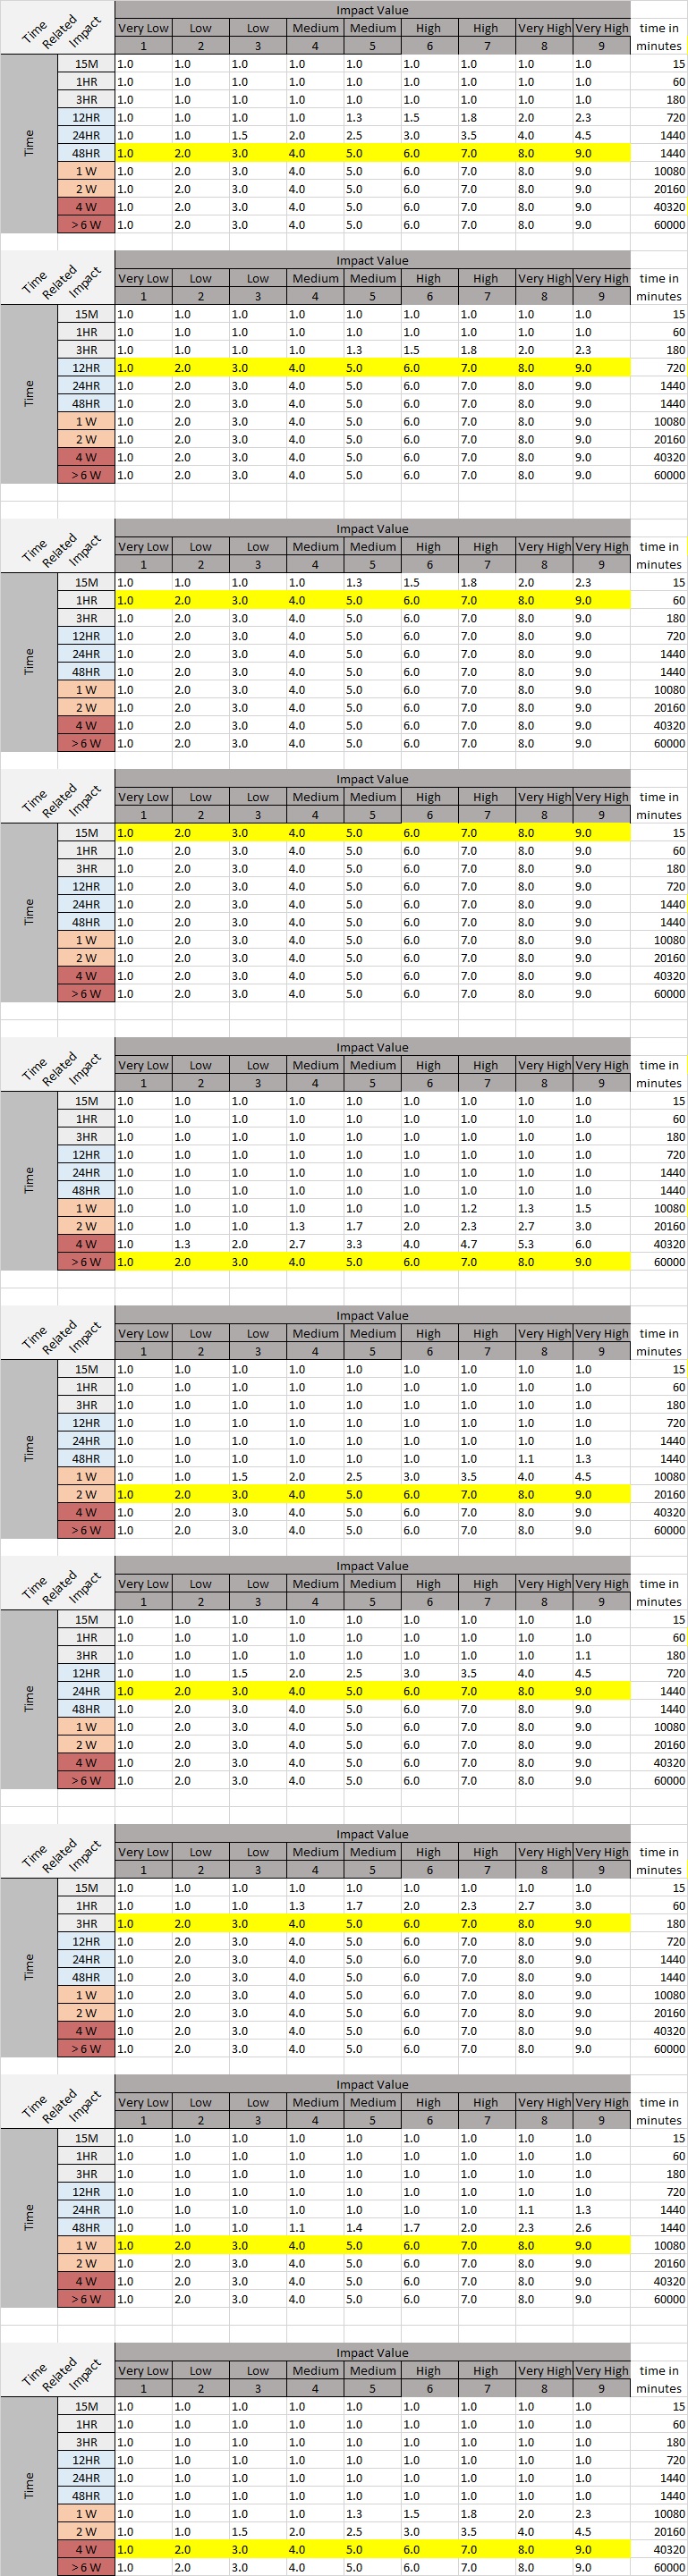 Impact Value
Time Related Impact Very Low Low Low Medium Medium High High Very High Very High time in
1 2 3 4 5 6 7 8 9 minutes
Time
15M 1.0 1.0 1.0 1.0 1.0 1.0 1.0 1.0 1.0 15
1HR 1.0 1.0 1.0 1.0 1.0 1.0 1.0 1.0 1.0 60
3HR 1.0 1.0 1.0 1.0 1.0 1.0 1.0 1.0 1.0 180
12HR 1.0 1.0 1.0 1.0 1.3 1.5 1.8 2.0 2.3 720
24HR 1.0 1.0 1.5 2.0 2.5 3.0 3.5 4.0 4.5 1440
48HR 1.0 2.0 3.0 4.0 5.0 6.0 7.0 8.0 9.0 1440
1 W 1.0 2.0 3.0 4.0 5.0 6.0 7.0 8.0 9.0 10080
2 W 1.0 2.0 3.0 4.0 5.0 6.0 7.0 8.0 9.0 20160
4 W 1.0 2.0 3.0 4.0 5.0 6.0 7.0 8.0 9.0 40320
> 6 W 1.0 2.0 3.0 4.0 5.0 6.0 7.0 8.0 9.0 60000
Impact Value
Time Related Impact Very Low Low Low Medium Medium High High Very High Very High time in
1 2 3 4 5 6 7 8 9 minutes
Time
15M 1.0 1.0 1.0 1.0 1.0 1.0 1.0 1.0 1.0 15
1HR 1.0 1.0 1.0 1.0 1.0 1.0 1.0 1.0 1.0 60
3HR 1.0 1.0 1.0 1.0 1.3 1.5 1.8 2.0 2.3 180
12HR 1.0 2.0 3.0 4.0 5.0 6.0 7.0 8.0 9.0 720
24HR 1.0 2.0 3.0 4.0 5.0 6.0 7.0 8.0 9.0 1440
48HR 1.0 2.0 3.0 4.0 5.0 6.0 7.0 8.0 9.0 1440
1 W 1.0 2.0 3.0 4.0 5.0 6.0 7.0 8.0 9.0 10080
2 W 1.0 2.0 3.0 4.0 5.0 6.0 7.0 8.0 9.0 20160
4 W 1.0 2.0 3.0 4.0 5.0 6.0 7.0 8.0 9.0 40320
> 6 W 1.0 2.0 3.0 4.0 5.0 6.0 7.0 8.0 9.0 60000
Impact Value
Time Related Impact Very Low Low Low Medium Medium High High Very High Very High time in
1 2 3 4 5 6 7 8 9 minutes
Time
15M 1.0 1.0 1.0 1.0 1.3 1.5 1.8 2.0 2.3 15
1HR 1.0 2.0 3.0 4.0 5.0 6.0 7.0 8.0 9.0 60
3HR 1.0 2.0 3.0 4.0 5.0 6.0 7.0 8.0 9.0 180
12HR 1.0 2.0 3.0 4.0 5.0 6.0 7.0 8.0 9.0 720
24HR 1.0 2.0 3.0 4.0 5.0 6.0 7.0 8.0 9.0 1440
48HR 1.0 2.0 3.0 4.0 5.0 6.0 7.0 8.0 9.0 1440
1 W 1.0 2.0 3.0 4.0 5.0 6.0 7.0 8.0 9.0 10080
2 W 1.0 2.0 3.0 4.0 5.0 6.0 7.0 8.0 9.0 20160
4 W 1.0 2.0 3.0 4.0 5.0 6.0 7.0 8.0 9.0 40320
> 6 W 1.0 2.0 3.0 4.0 5.0 6.0 7.0 8.0 9.0 60000
Impact Value
Time Related Impact Very Low Low Low Medium Medium High High Very High Very High time in
1 2 3 4 5 6 7 8 9 minutes
Time
15M 1.0 2.0 3.0 4.0 5.0 6.0 7.0 8.0 9.0 15
1HR 1.0 2.0 3.0 4.0 5.0 6.0 7.0 8.0 9.0 60
3HR 1.0 2.0 3.0 4.0 5.0 6.0 7.0 8.0 9.0 180
12HR 1.0 2.0 3.0 4.0 5.0 6.0 7.0 8.0 9.0 720
24HR 1.0 2.0 3.0 4.0 5.0 6.0 7.0 8.0 9.0 1440
48HR 1.0 2.0 3.0 4.0 5.0 6.0 7.0 8.0 9.0 1440
1 W 1.0 2.0 3.0 4.0 5.0 6.0 7.0 8.0 9.0 10080
2 W 1.0 2.0 3.0 4.0 5.0 6.0 7.0 8.0 9.0 20160
4 W 1.0 2.0 3.0 4.0 5.0 6.0 7.0 8.0 9.0 40320
> 6 W 1.0 2.0 3.0 4.0 5.0 6.0 7.0 8.0 9.0 60000
Impact Value
Time Related Impact Very Low Low Low Medium Medium High High Very High Very High time in
1 2 3 4 5 6 7 8 9 minutes
Time
15M 1.0 1.0 1.0 1.0 1.0 1.0 1.0 1.0 1.0 15
1HR 1.0 1.0 1.0 1.0 1.0 1.0 1.0 1.0 1.0 60
3HR 1.0 1.0 1.0 1.0 1.0 1.0 1.0 1.0 1.0 180
12HR 1.0 1.0 1.0 1.0 1.0 1.0 1.0 1.0 1.0 720
24HR 1.0 1.0 1.0 1.0 1.0 1.0 1.0 1.0 1.0 1440
48HR 1.0 1.0 1.0 1.0 1.0 1.0 1.0 1.0 1.0 1440
1 W 1.0 1.0 1.0 1.0 1.0 1.0 1.2 1.3 1.5 10080
2 W 1.0 1.0 1.0 1.3 1.7 2.0 2.3 2.7 3.0 20160
4 W 1.0 1.3 2.0 2.7 3.3 4.0 4.7 5.3 6.0 40320
> 6 W 1.0 2.0 3.0 4.0 5.0 6.0 7.0 8.0 9.0 60000
Impact Value
Time Related Impact Very Low Low Low Medium Medium High High Very High Very High time in
1 2 3 4 5 6 7 8 9 minutes
Time
15M 1.0 1.0 1.0 1.0 1.0 1.0 1.0 1.0 1.0 15
1HR 1.0 1.0 1.0 1.0 1.0 1.0 1.0 1.0 1.0 60
3HR 1.0 1.0 1.0 1.0 1.0 1.0 1.0 1.0 1.0 180
12HR 1.0 1.0 1.0 1.0 1.0 1.0 1.0 1.0 1.0 720
24HR 1.0 1.0 1.0 1.0 1.0 1.0 1.0 1.0 1.0 1440
48HR 1.0 1.0 1.0 1.0 1.0 1.0 1.0 1.1 1.3 1440
1 W 1.0 1.0 1.5 2.0 2.5 3.0 3.5 4.0 4.5 10080
2 W 1.0 2.0 3.0 4.0 5.0 6.0 7.0 8.0 9.0 20160
4 W 1.0 2.0 3.0 4.0 5.0 6.0 7.0 8.0 9.0 40320
> 6 W 1.0 2.0 3.0 4.0 5.0 6.0 7.0 8.0 9.0 60000
Impact Value
Time Related Impact Very Low Low Low Medium Medium High High Very High Very High time in
1 2 3 4 5 6 7 8 9 minutes
Time
15M 1.0 1.0 1.0 1.0 1.0 1.0 1.0 1.0 1.0 15
1HR 1.0 1.0 1.0 1.0 1.0 1.0 1.0 1.0 1.0 60
3HR 1.0 1.0 1.0 1.0 1.0 1.0 1.0 1.0 1.1 180
12HR 1.0 1.0 1.5 2.0 2.5 3.0 3.5 4.0 4.5 720
24HR 1.0 2.0 3.0 4.0 5.0 6.0 7.0 8.0 9.0 1440
48HR 1.0 2.0 3.0 4.0 5.0 6.0 7.0 8.0 9.0 1440
1 W 1.0 2.0 3.0 4.0 5.0 6.0 7.0 8.0 9.0 10080
2 W 1.0 2.0 3.0 4.0 5.0 6.0 7.0 8.0 9.0 20160
4 W 1.0 2.0 3.0 4.0 5.0 6.0 7.0 8.0 9.0 40320
> 6 W 1.0 2.0 3.0 4.0 5.0 6.0 7.0 8.0 9.0 60000
Impact Value
Time Related Impact Very Low Low Low Medium Medium High High Very High Very High time in
1 2 3 4 5 6 7 8 9 minutes
Time
15M 1.0 1.0 1.0 1.0 1.0 1.0 1.0 1.0 1.0 15
1HR 1.0 1.0 1.0 1.3 1.7 2.0 2.3 2.7 3.0 60
3HR 1.0 2.0 3.0 4.0 5.0 6.0 7.0 8.0 9.0 180
12HR 1.0 2.0 3.0 4.0 5.0 6.0 7.0 8.0 9.0 720
24HR 1.0 2.0 3.0 4.0 5.0 6.0 7.0 8.0 9.0 1440
48HR 1.0 2.0 3.0 4.0 5.0 6.0 7.0 8.0 9.0 1440
1 W 1.0 2.0 3.0 4.0 5.0 6.0 7.0 8.0 9.0 10080
2 W 1.0 2.0 3.0 4.0 5.0 6.0 7.0 8.0 9.0 20160
4 W 1.0 2.0 3.0 4.0 5.0 6.0 7.0 8.0 9.0 40320
> 6 W 1.0 2.0 3.0 4.0 5.0 6.0 7.0 8.0 9.0 60000
Impact Value
Time Related Impact Very Low Low Low Medium Medium High High Very High Very High time in
1 2 3 4 5 6 7 8 9 minutes
Time
15M 1.0 1.0 1.0 1.0 1.0 1.0 1.0 1.0 1.0 15
1HR 1.0 1.0 1.0 1.0 1.0 1.0 1.0 1.0 1.0 60
3HR 1.0 1.0 1.0 1.0 1.0 1.0 1.0 1.0 1.0 180
12HR 1.0 1.0 1.0 1.0 1.0 1.0 1.0 1.0 1.0 720
24HR 1.0 1.0 1.0 1.0 1.0 1.0 1.0 1.1 1.3 1440
48HR 1.0 1.0 1.0 1.1 1.4 1.7 2.0 2.3 2.6 1440
1 W 1.0 2.0 3.0 4.0 5.0 6.0 7.0 8.0 9.0 10080
2 W 1.0 2.0 3.0 4.0 5.0 6.0 7.0 8.0 9.0 20160
4 W 1.0 2.0 3.0 4.0 5.0 6.0 7.0 8.0 9.0 40320
> 6 W 1.0 2.0 3.0 4.0 5.0 6.0 7.0 8.0 9.0 60000
Impact Value
Time Related Impact Very Low Low Low Medium Medium High High Very High Very High time in
1 2 3 4 5 6 7 8 9 minutes
Time
15M 1.0 1.0 1.0 1.0 1.0 1.0 1.0 1.0 1.0 15
1HR 1.0 1.0 1.0 1.0 1.0 1.0 1.0 1.0 1.0 60
3HR 1.0 1.0 1.0 1.0 1.0 1.0 1.0 1.0 1.0 180
12HR 1.0 1.0 1.0 1.0 1.0 1.0 1.0 1.0 1.0 720
24HR 1.0 1.0 1.0 1.0 1.0 1.0 1.0 1.0 1.0 1440
48HR 1.0 1.0 1.0 1.0 1.0 1.0 1.0 1.0 1.0 1440
1 W 1.0 1.0 1.0 1.0 1.3 1.5 1.8 2.0 2.3 10080
2 W 1.0 1.0 1.5 2.0 2.5 3.0 3.5 4.0 4.5 20160
4 W 1.0 2.0 3.0 4.0 5.0 6.0 7.0 8.0 9.0 40320
> 6 W 1.0 2.0 3.0 4.0 5.0 6.0 7.0 8.0 9.0 60000